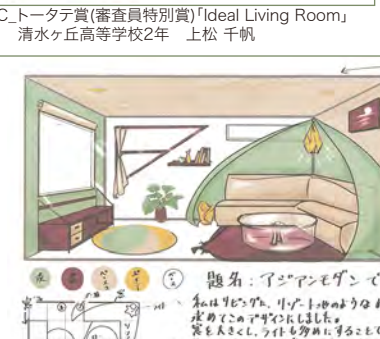 C_トータテ賞(審査員特別賞)「Ideal Living Room」
清水ヶ丘高等学校2年　上松 千帆
題名:アジアンモダンで
私はリビングを、リゾート地のような
求めてこのデザインにしました。
窓を大きくし、ライトも多めにすることで